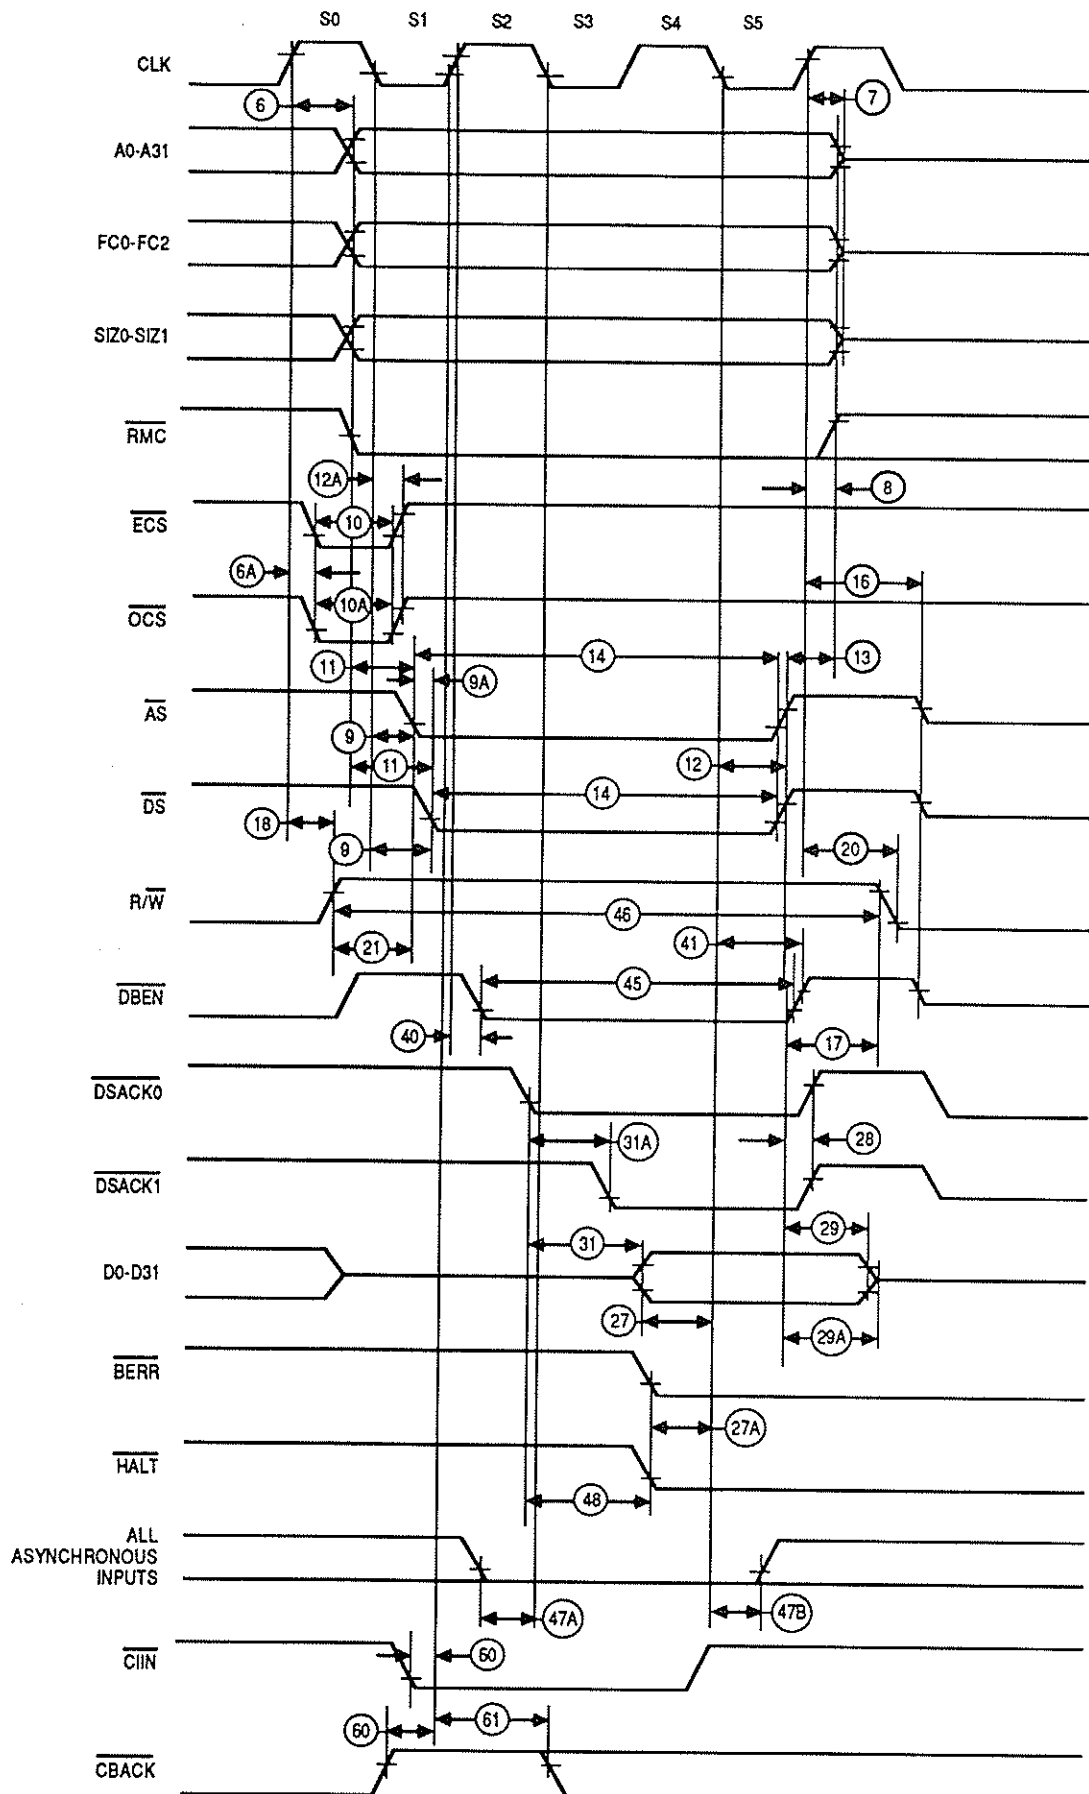 S0 S1 S2 S3 S4 S5
CLK
6 7
A0-A31
FC0-FC2
SIZ0-SIZ1
RMC
12A 8
ECS 10
6A 16
OCS 10A
11 14 13
9A
AS
9 12
11
DS 14
18
9 20
R/W
46
21 41
DBEN 45
40 17
DSACK0
31A 28
DSACK1
29
31
D0-D31
27 29A
BERR
27A
HALT
48
ALL
ASYNCHRONOUS
INPUTS
47A 47B
CIIN
60
60 61
CBACK